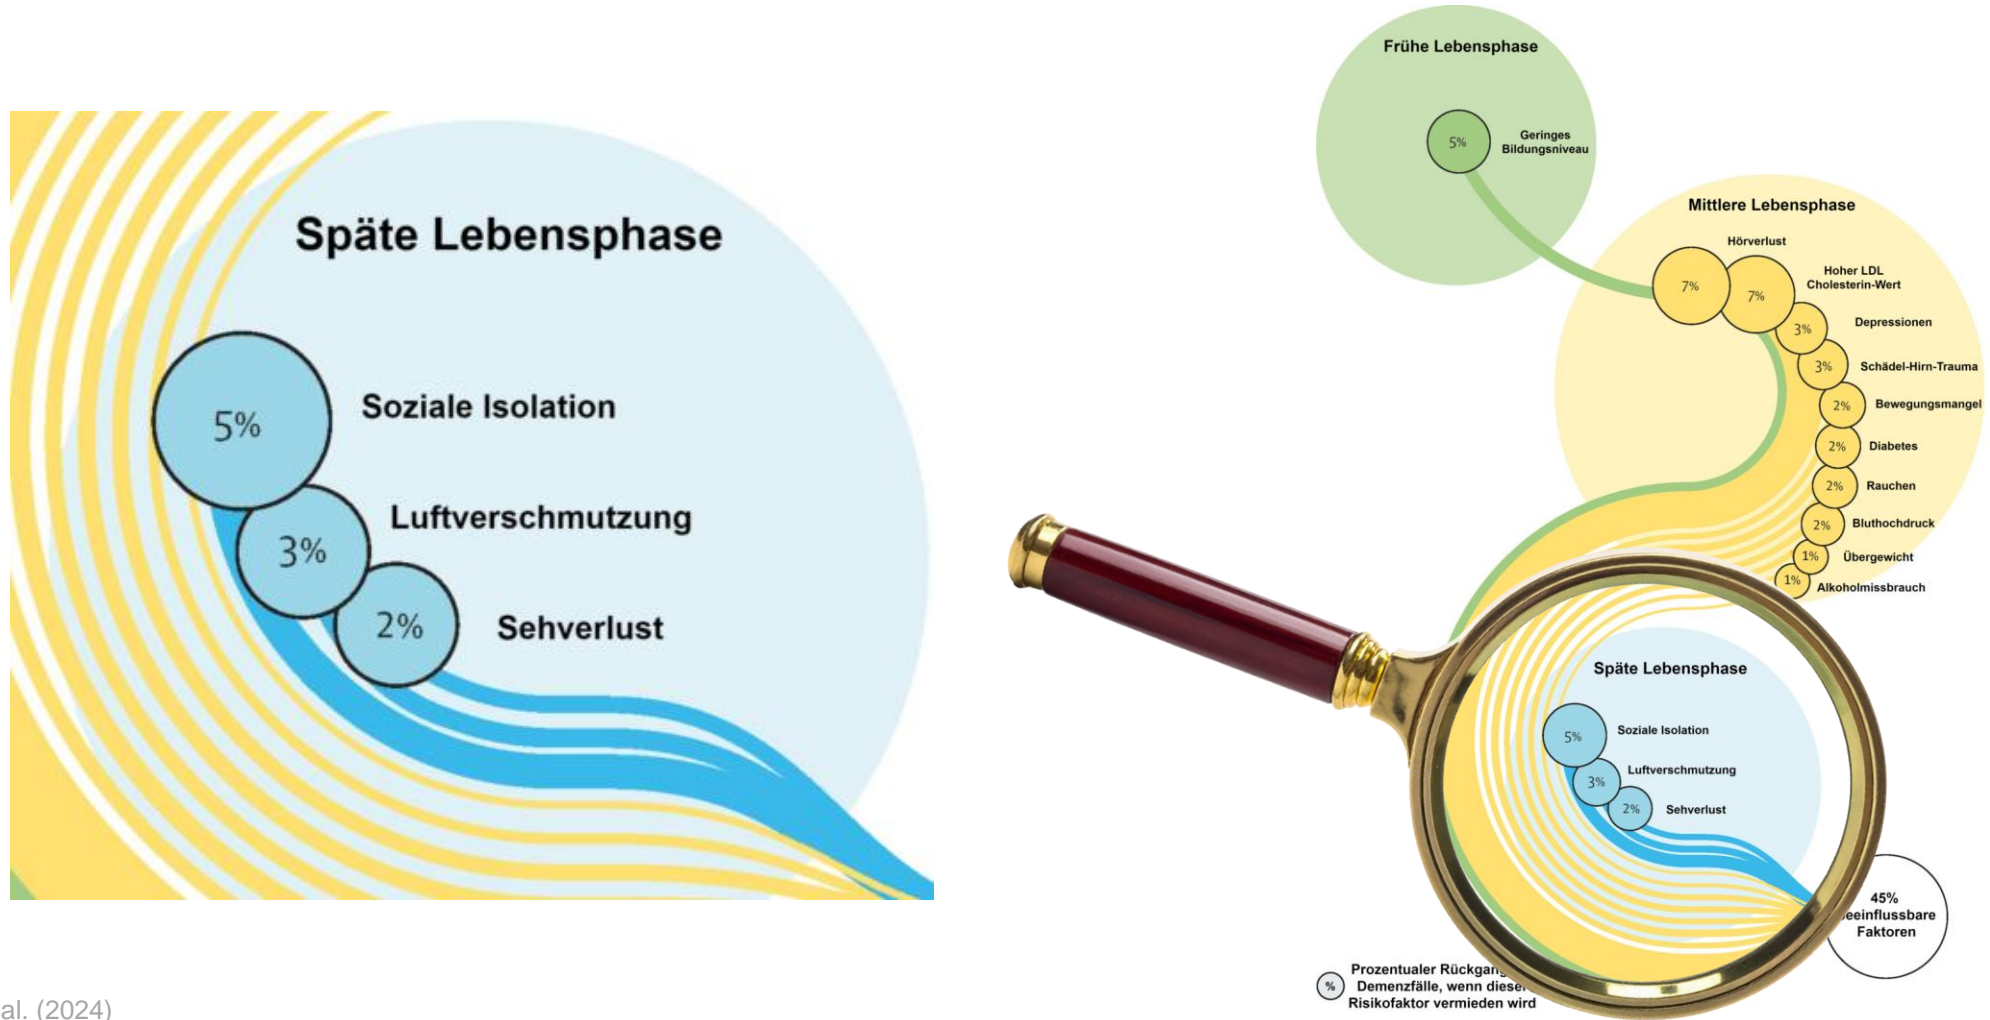 Späte Lebensphase
5%
Soziale Isolation
3%
Luftverschmutzung
2%
Sehverlust
al. (2024)
Frühe Lebensphase
5%
Geringes
Bildungsniveau
Mittlere Lebensphase
Hörverlust
7%
7%
Hoher LDL
Cholesterin-Wert
3%
Depressionen
3%
Schädel-Hirn-Trauma
2%
Bewegungsmangel
2%
Diabetes
2%
Rauchen
2%
Bluthochdruck
1%
Übergewicht
1%
Alkoholmissbrauch
Späte Lebensphase
5%
Soziale Isolation
3%
Luftverschmutzung
2%
Sehverlust
45%
eeinflussbare
Faktoren
%
Prozentualer Rückgang
Demenzfälle, wenn dieser
Risikofaktor vermieden wird